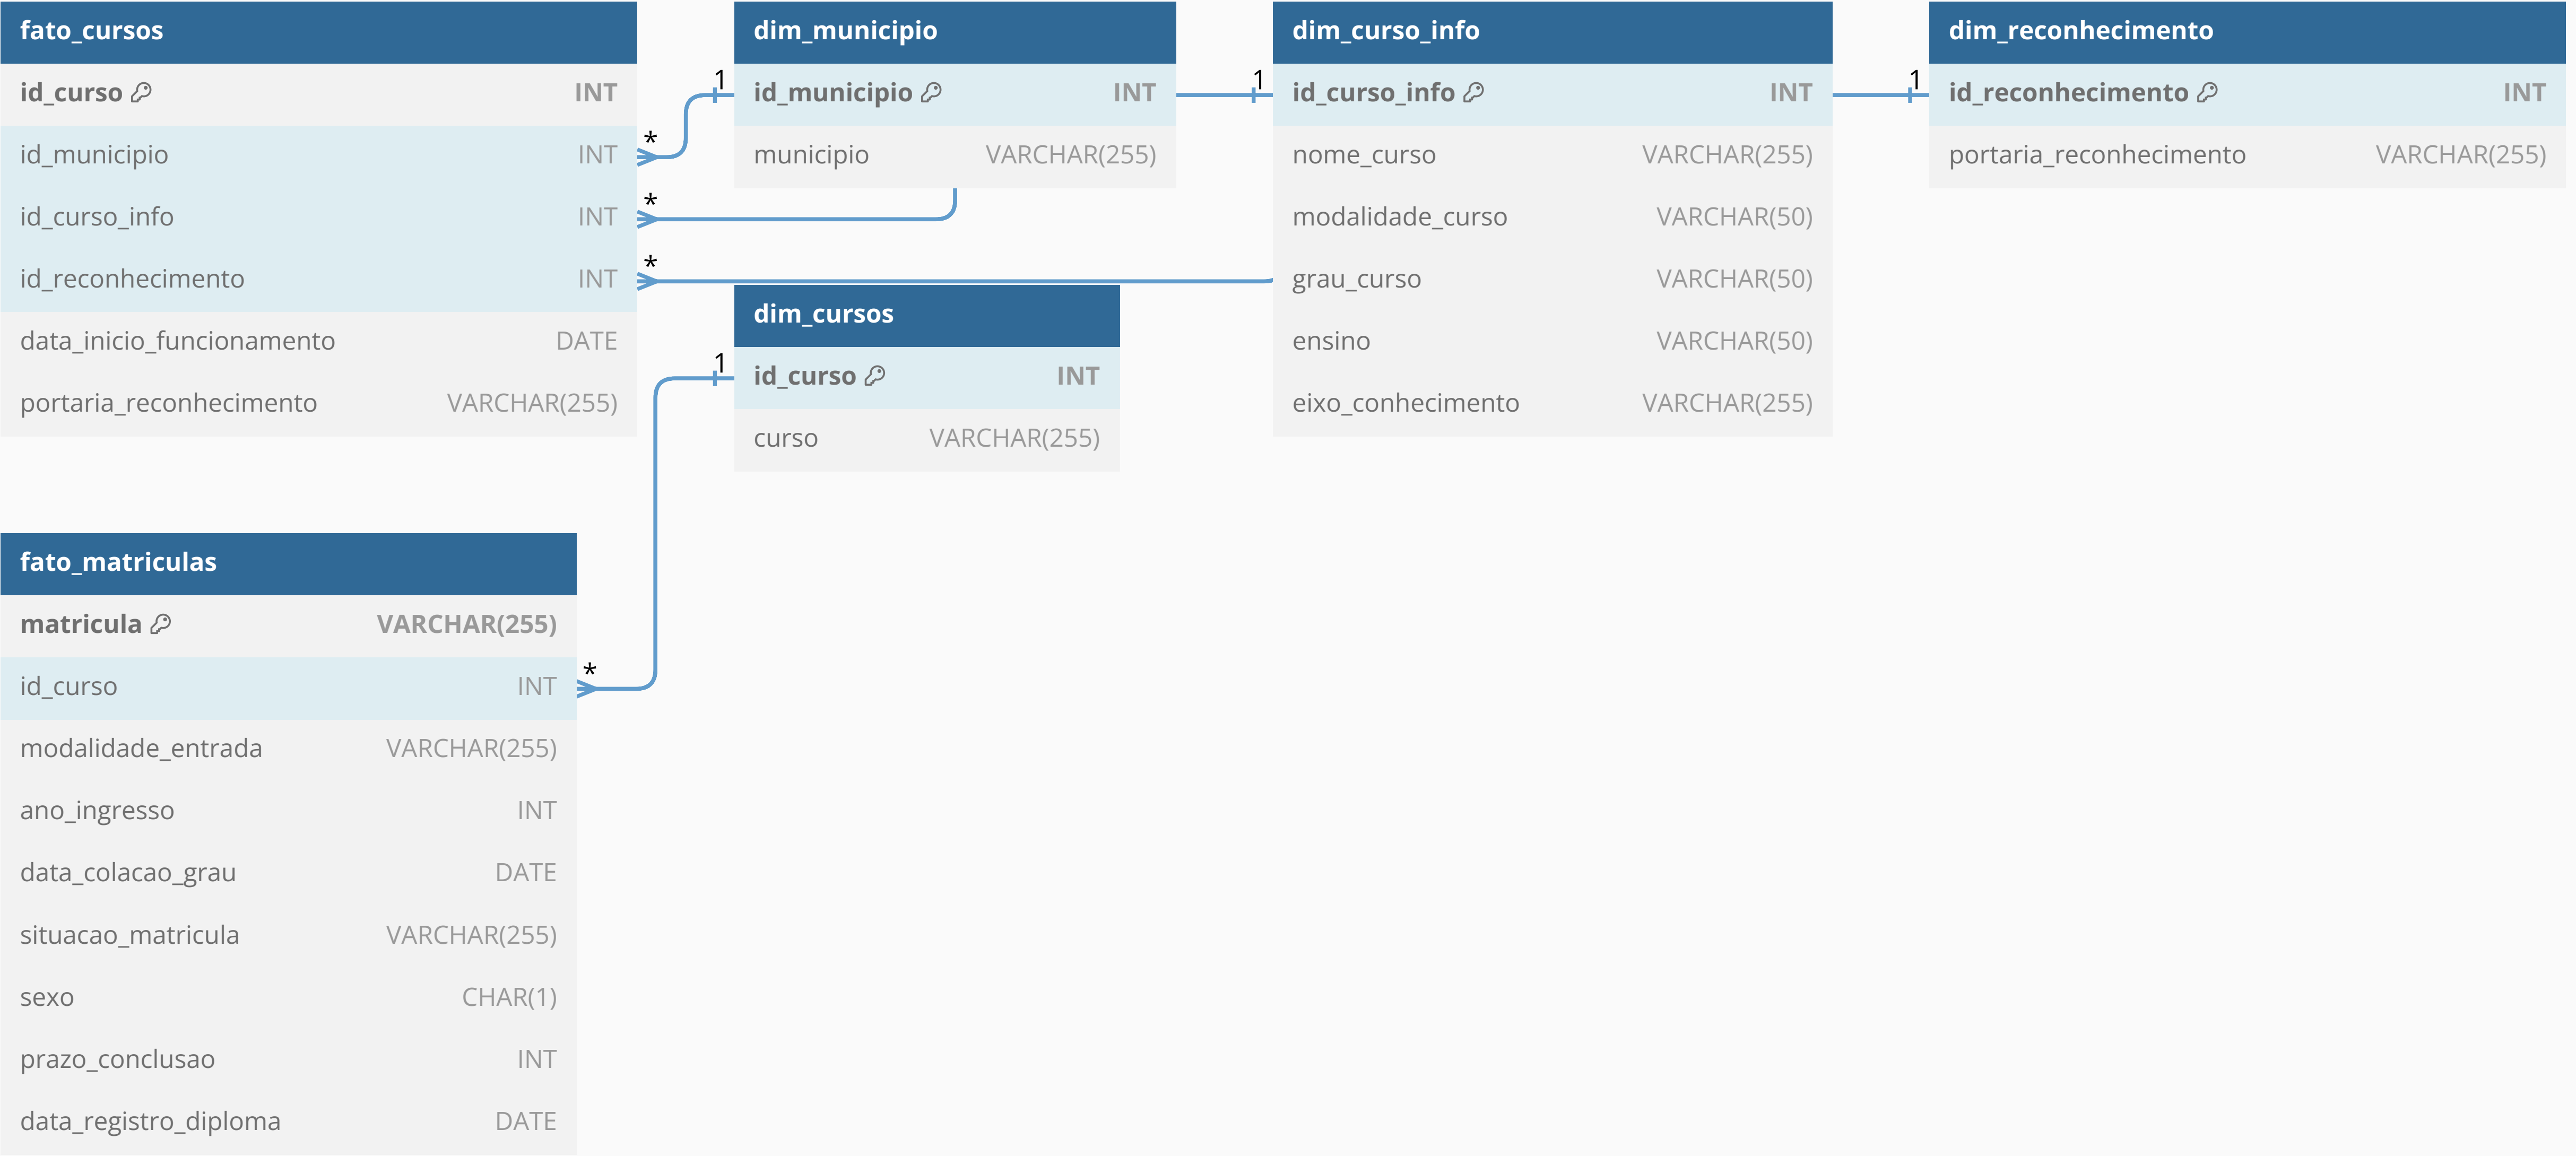 fato_cursos
id_curso INT
id_municipio INT
id_curso_info INT
id_reconhecimento INT
data_inicio_funcionamento DATE
portaria_reconhecimento VARCHAR(255)
*
*
*
1
dim_municipio
id_municipio INT
municipio VARCHAR(255)
1
dim_curso_info
id_curso_info INT
nome_curso VARCHAR(255)
modalidade_curso VARCHAR(50)
grau_curso VARCHAR(50)
ensino VARCHAR(50)
eixo_conhecimento VARCHAR(255)
1
dim_reconhecimento
id_reconhecimento INT
portaria_reconhecimento VARCHAR(255)
1
dim_cursos
id_curso INT
curso VARCHAR(255)
fato_matriculas
matricula VARCHAR(255)
id_curso INT
*
modalidade_entrada VARCHAR(255)
ano_ingresso INT
data_colacao_grau DATE
situacao_matricula VARCHAR(255)
sexo CHAR(1)
prazo_conclusao INT
data_registro_diploma DATE